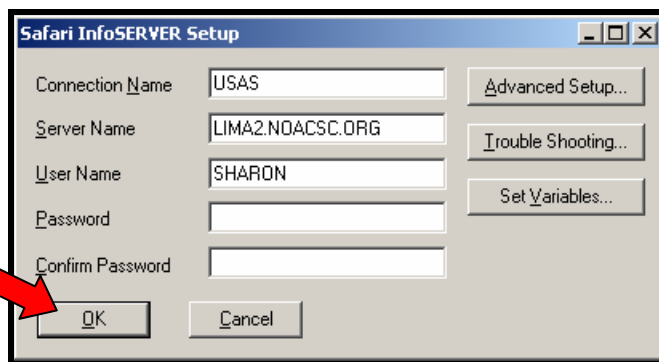 Safari InfoSERVER Setup
Connection Name USAS Advanced Setup...
Server Name LIMA2.NOACSC.ORG Trouble Shooting...
User Name SHARON Set Variables...
Password
Confirm Password
OK Cancel